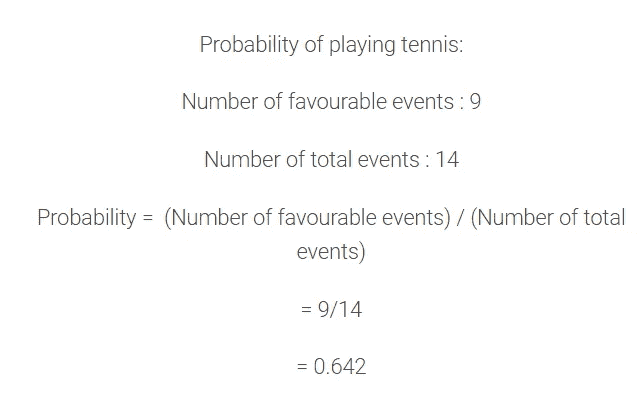 Probability of playing tennis:
Number of favourable events : 9
Number of total events : 14
Probability =  (Number of favourable events) / (Number of total
events)
= 9/14
= 0.642